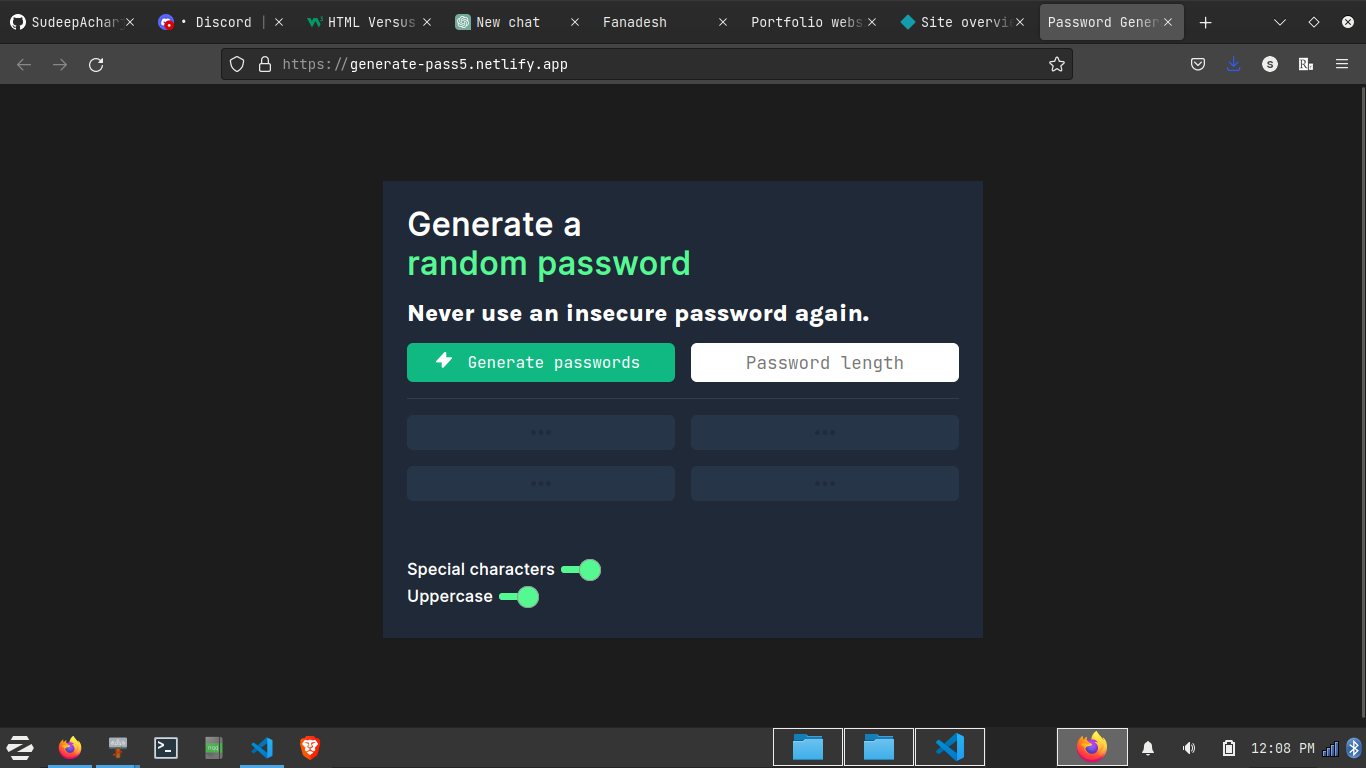 SudeepAchar
• Discord |
HTML Versus
New chat
Fanadesh
Portfolio webs
Site overvi
Password Gener
https://generate-pass5.netlify.app
S
Generate a
random password
Never use an insecure password again.
Generate passwords
Password length
•••
•••
•••
•••
Special characters
Uppercase
12:08 PM